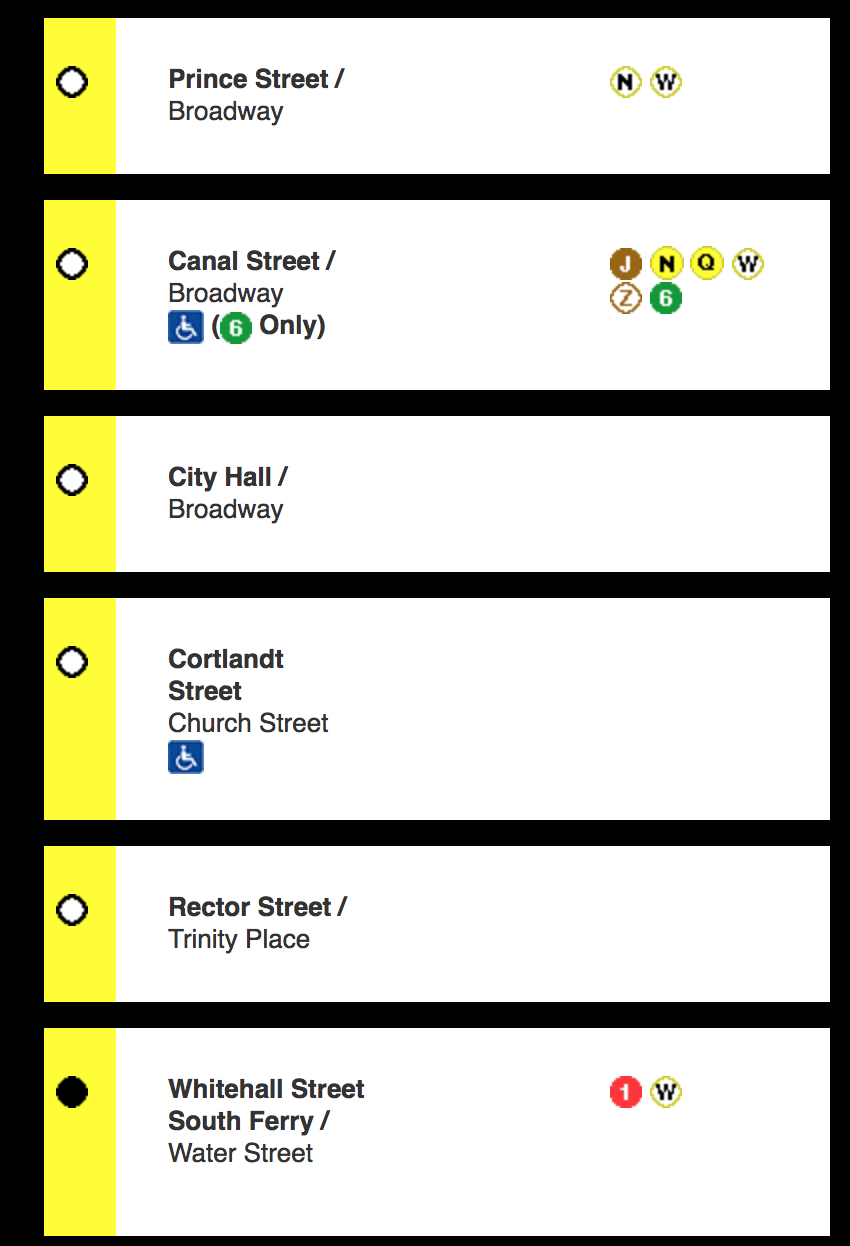 Prince Street /
Broadway
N W
Canal Street /
Broadway
(6 Only)
J N Q W
Z 6
City Hall /
Broadway
Cortlandt
Street
Church Street
Rector Street /
Trinity Place
Whitehall Street
South Ferry /
Water Street
1 W